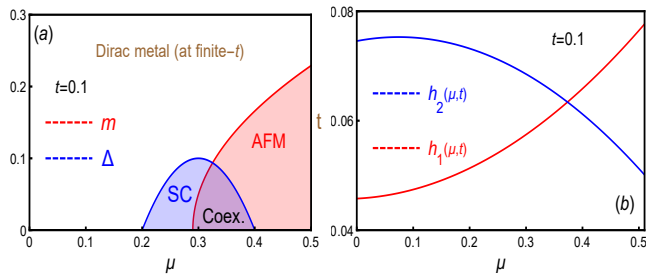 (a)
Dirac metal (at finite−t)
t=0.1
m
Δ
AFM
SC
Coex.
0.3
0.2
0.1
0
0 0.1 0.2 0.3 0.4 0.5
μ
t
0.08
0.06
0.04
t=0.1
h2(μ,t)
h1(μ,t)
(b)
0 0.1 0.2 0.3 0.4 0.5
μ